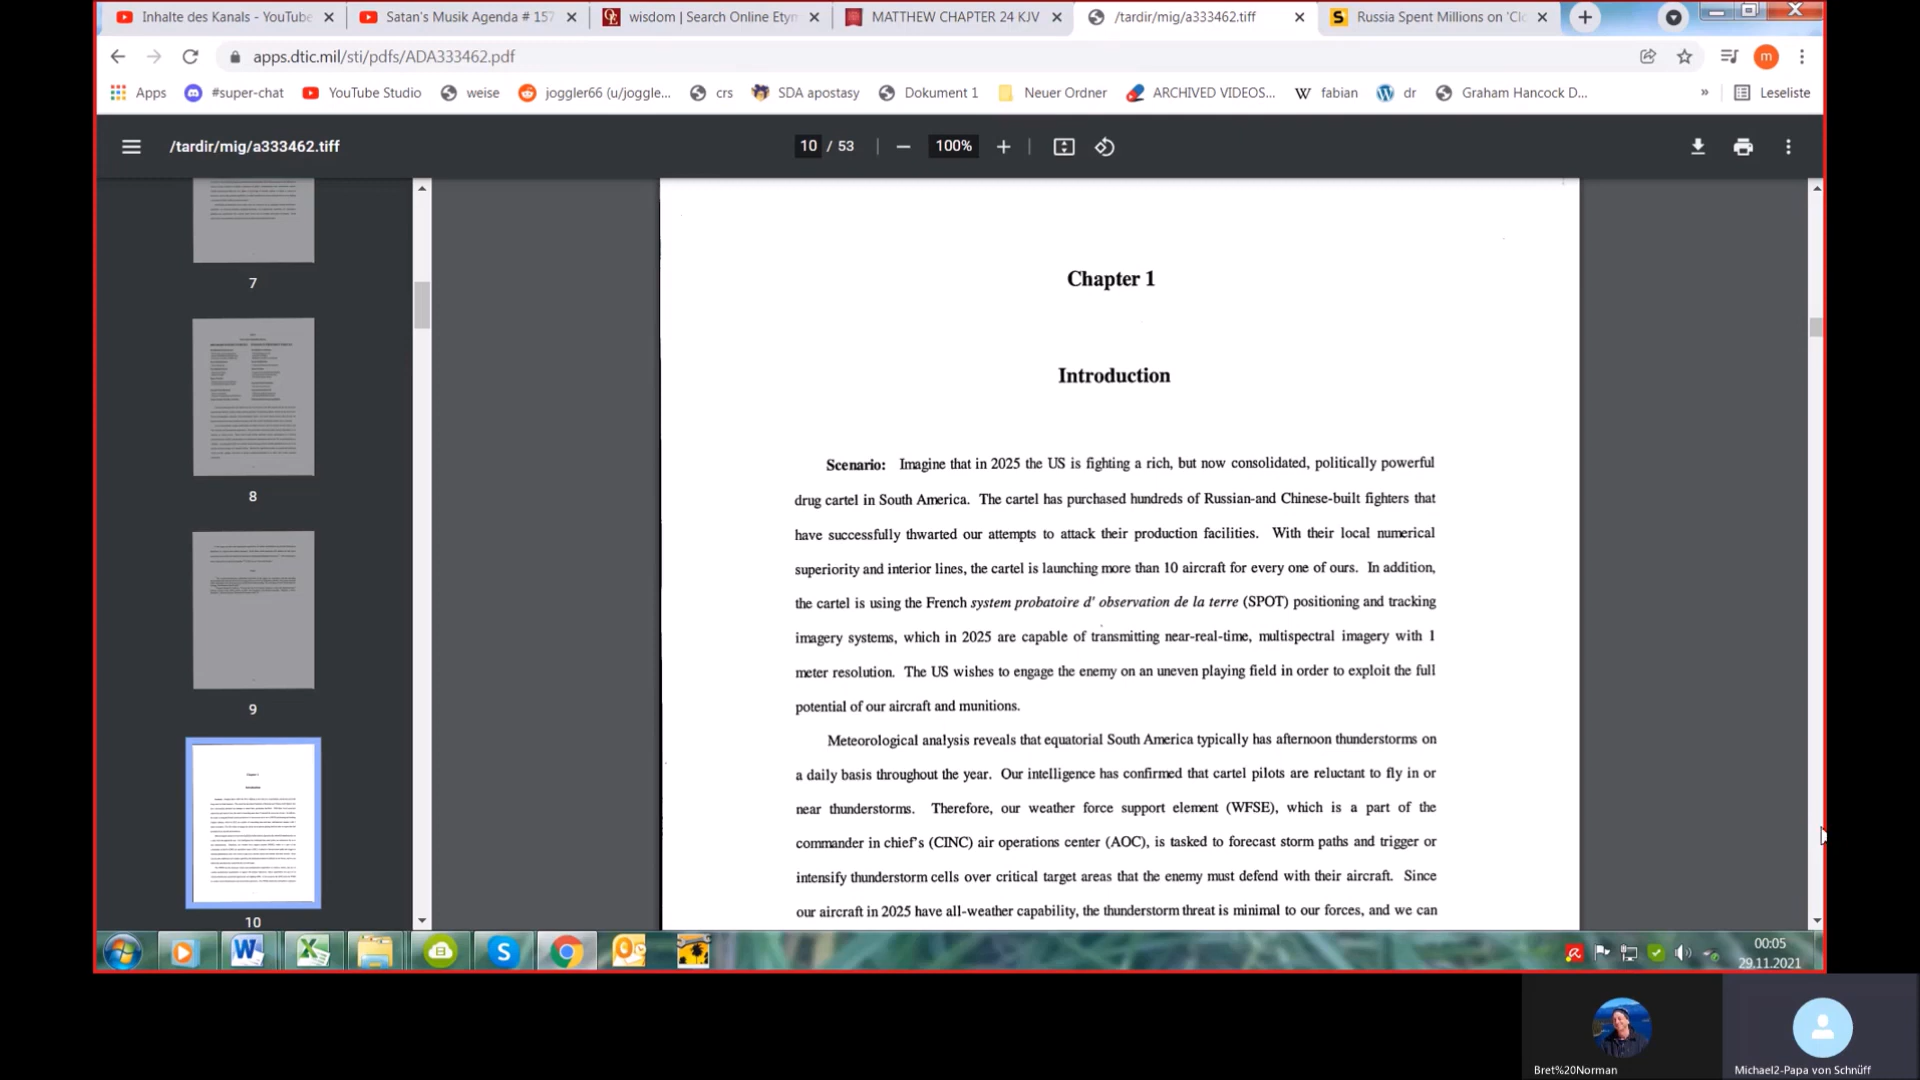 Inhalte des Kanals - YouTube
Satan's Musik Agenda # 157
wisdom | Search Online Etym
MATTHEW CHAPTER 24 KJV
/tardir/mig/a333462.tiff
Russia Spent Millions on 'Clo
apps.dtic.mil/sti/pdfs/ADA333462.pdf
m
Apps
#super-chat
YouTube Studio
weise
joggler66 (u/joggle...
crs
SDA apostasy
Dokument 1
Neuer Ordner
ARCHIVED VIDEOS...
fabian
dr
Graham Hancock D...
»
Leseliste
/tardir/mig/a333462.tiff
10 / 53
100%
7
8
9
10
Chapter 1
Introduction
Scenario: Imagine that in 2025 the US is fighting a rich, but now consolidated, politically powerful
drug cartel in South America. The cartel has purchased hundreds of Russian-and Chinese-built fighters that
have successfully thwarted our attempts to attack their production facilities. With their local numerical
superiority and interior lines, the cartel is launching more than 10 aircraft for every one of ours. In addition,
the cartel is using the French system probatoire d' observation de la terre (SPOT) positioning and tracking
imagery systems, which in 2025 are capable of transmitting near-real-time, multispectral imagery with 1
meter resolution. The US wishes to engage the enemy on an uneven playing field in order to exploit the full
potential of our aircraft and munitions.
Meteorological analysis reveals that equatorial South America typically has afternoon thunderstorms on
a daily basis throughout the year. Our intelligence has confirmed that cartel pilots are reluctant to fly in or
near thunderstorms. Therefore, our weather force support element (WFSE), which is a part of the
commander in chief's (CINC) air operations center (AOC), is tasked to forecast storm paths and trigger or
intensify thunderstorm cells over critical target areas that the enemy must defend with their aircraft. Since
our aircraft in 2025 have all-weather capability, the thunderstorm threat is minimal to our forces, and we can
00:05
29.11.2021
Bret%20Norman
Michael2-Papa von Schnüff